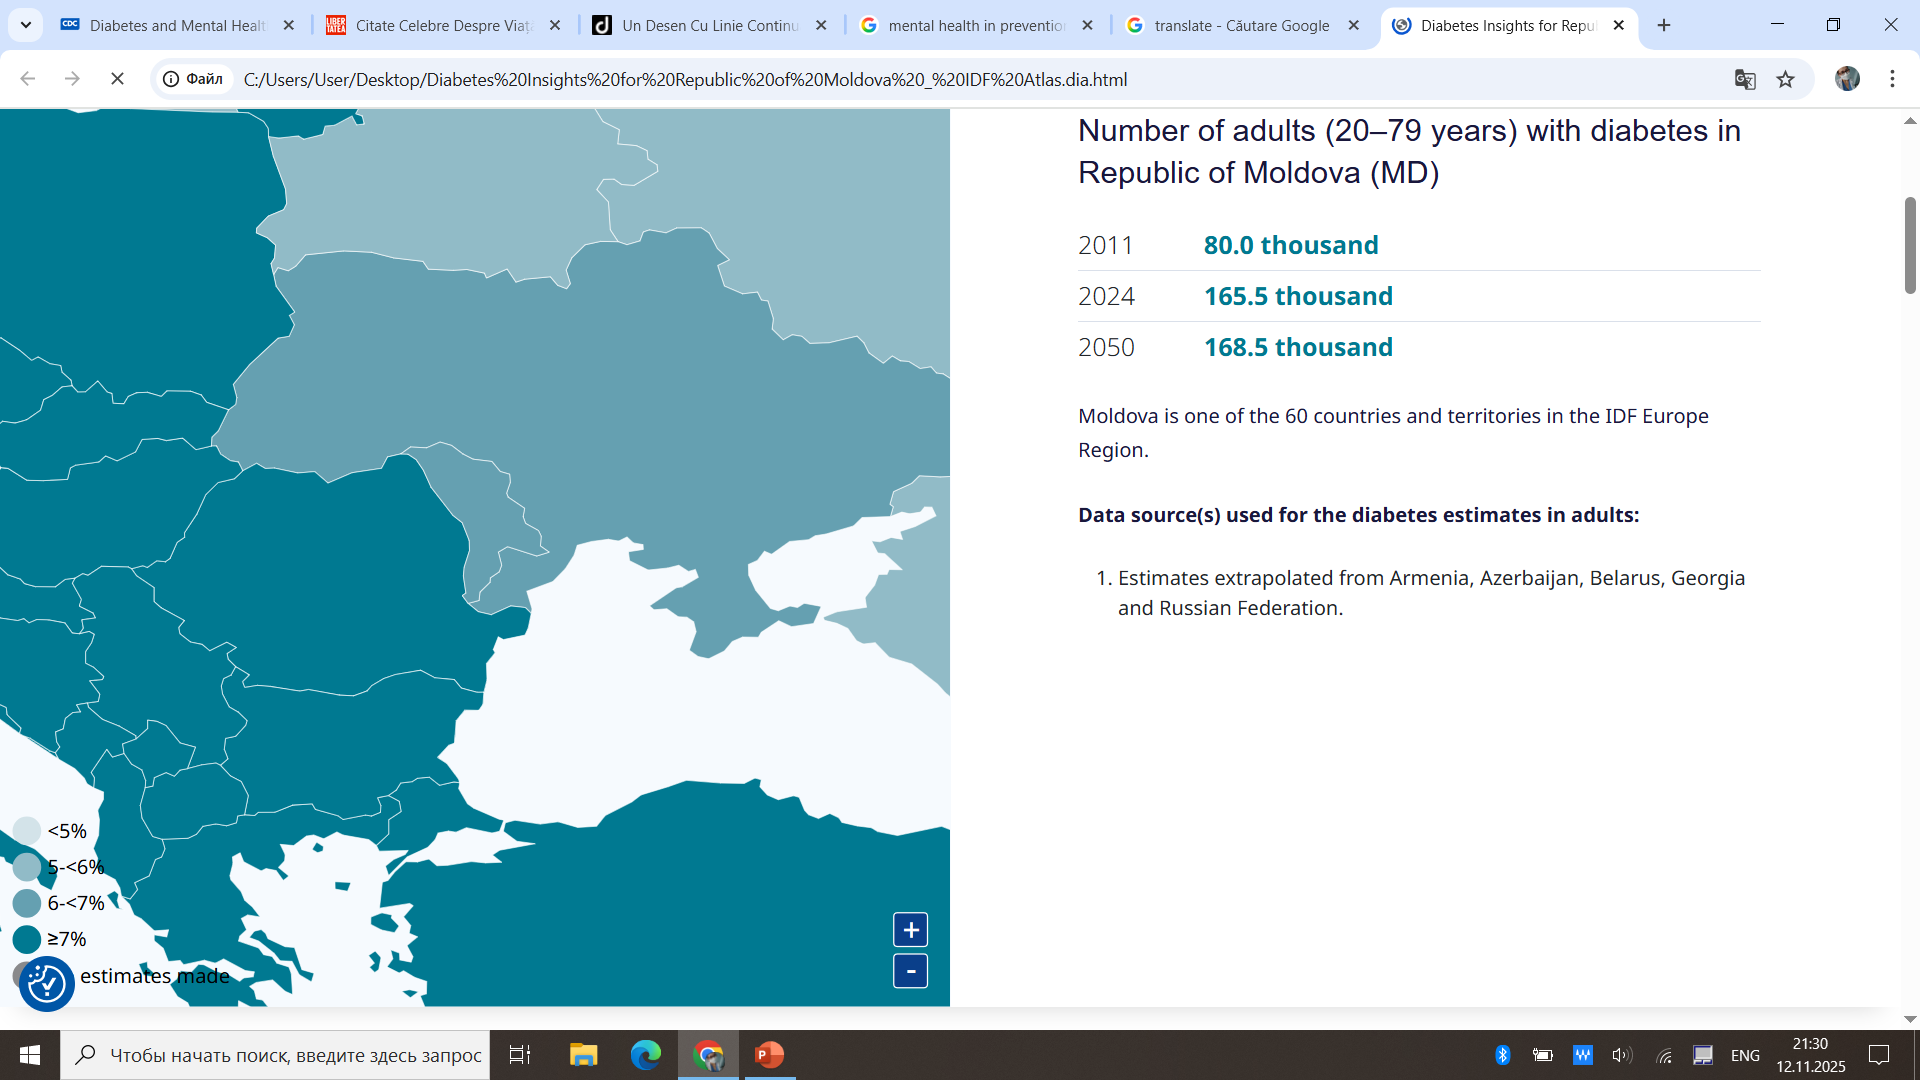 CDC Diabetes and Mental Healt
LIBERTATEA Citate Celebre Despre Viaț
Un Desen Cu Linie Continu
mental health in preventio
translate - Căutare Google
Diabetes Insights for Repu
Файл
C:/Users/User/Desktop/Diabetes%20Insights%20for%20Republic%20of%20Moldova%20_%20IDF%20Atlas.dia.html
Number of adults (20–79 years) with diabetes in
Republic of Moldova (MD)
2011 80.0 thousand
2024 165.5 thousand
2050 168.5 thousand
Moldova is one of the 60 countries and territories in the IDF Europe
Region.
Data source(s) used for the diabetes estimates in adults:
1. Estimates extrapolated from Armenia, Azerbaijan, Belarus, Georgia
and Russian Federation.
<5%
5-<6%
6-<7%
≥7%
estimates made
+
-
Чтобы начать поиск, введите здесь запрос
ENG
21:30
12.11.2025